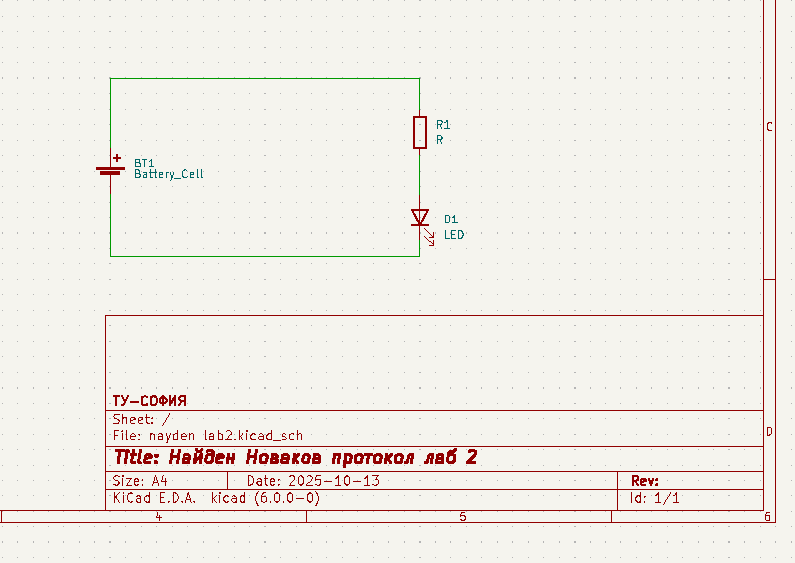 C
R1
R
BT1
Battery_Cell
D1
LED
ТУ-СОФИЯ
Sheet: /
File: nayden lab2.kicad_sch
D
Title: Найден Новаков протокол лаб 2
Size: A4 Date: 2025-10-13 Rev:
KiCad E.D.A. kicad (6.0.0-0) Id: 1/1
4 5 6